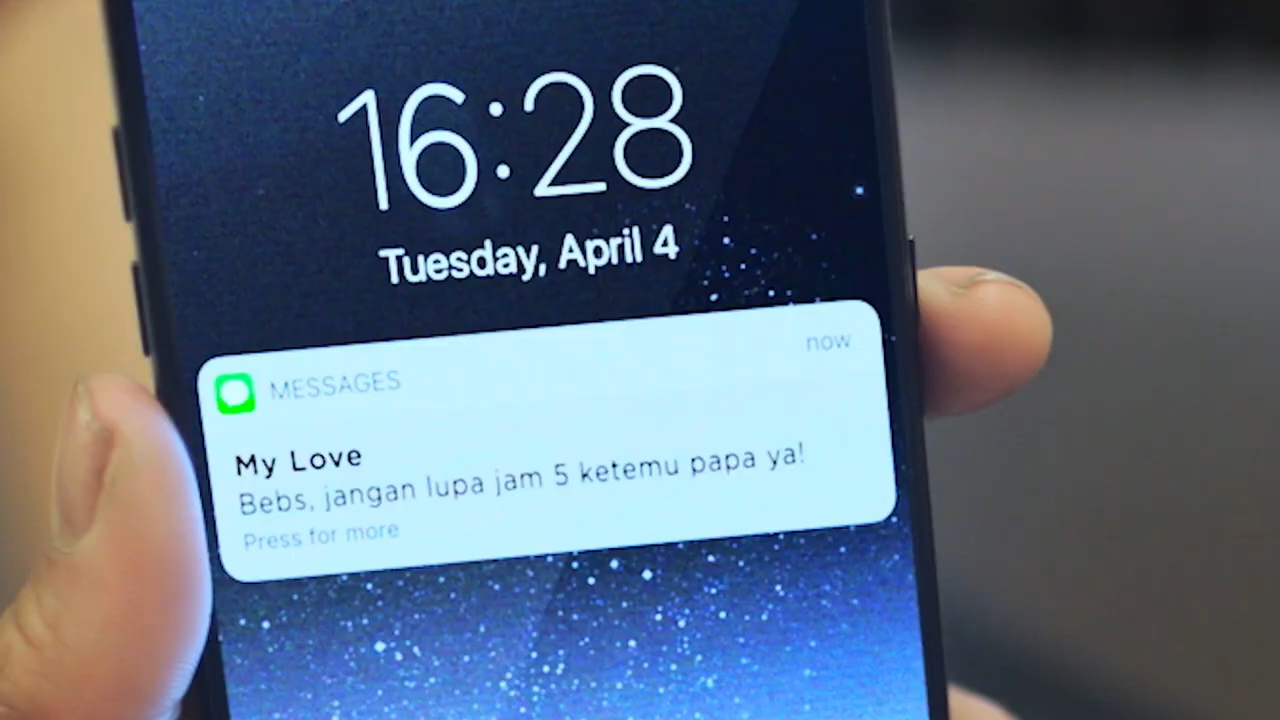 16:28
Tuesday, April 4
MESSAGES
now
My Love
Bebs, jangan lupa jam 5 ketemu papa ya!
Press for more